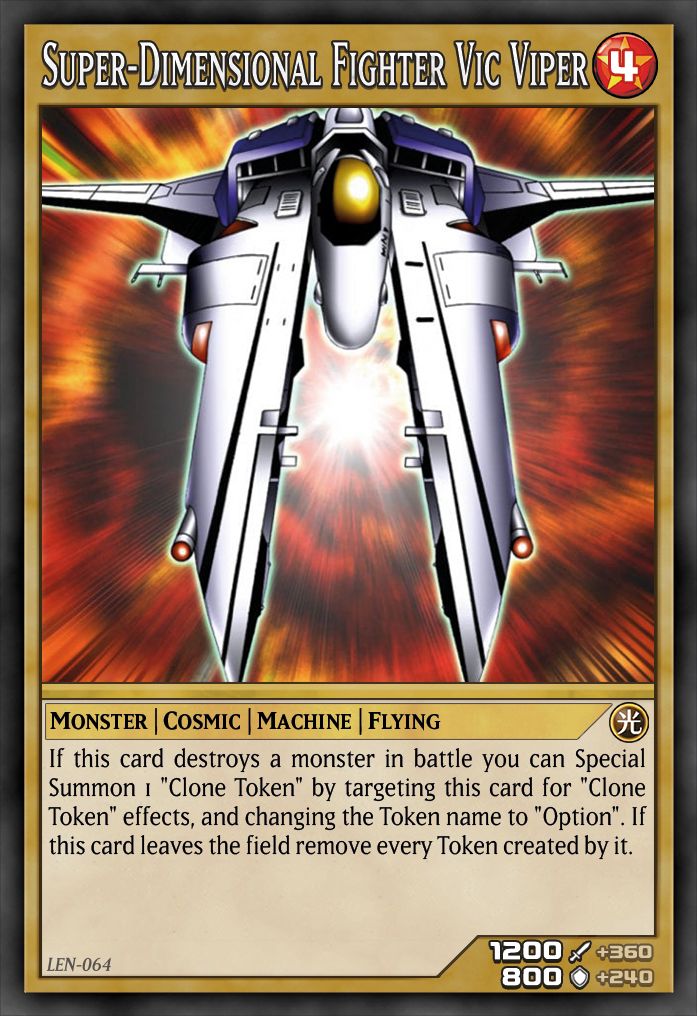 Super-Dimensional Fighter Vic Viper
4
Monster | Cosmic | Machine | Flying
光
If this card destroys a monster in battle you can Special
Summon 1 "Clone Token" by targeting this card for "Clone
Token" effects, and changing the Token name to "Option". If
this card leaves the field remove every Token created by it.
1200 +360
LEN-064
800 +240